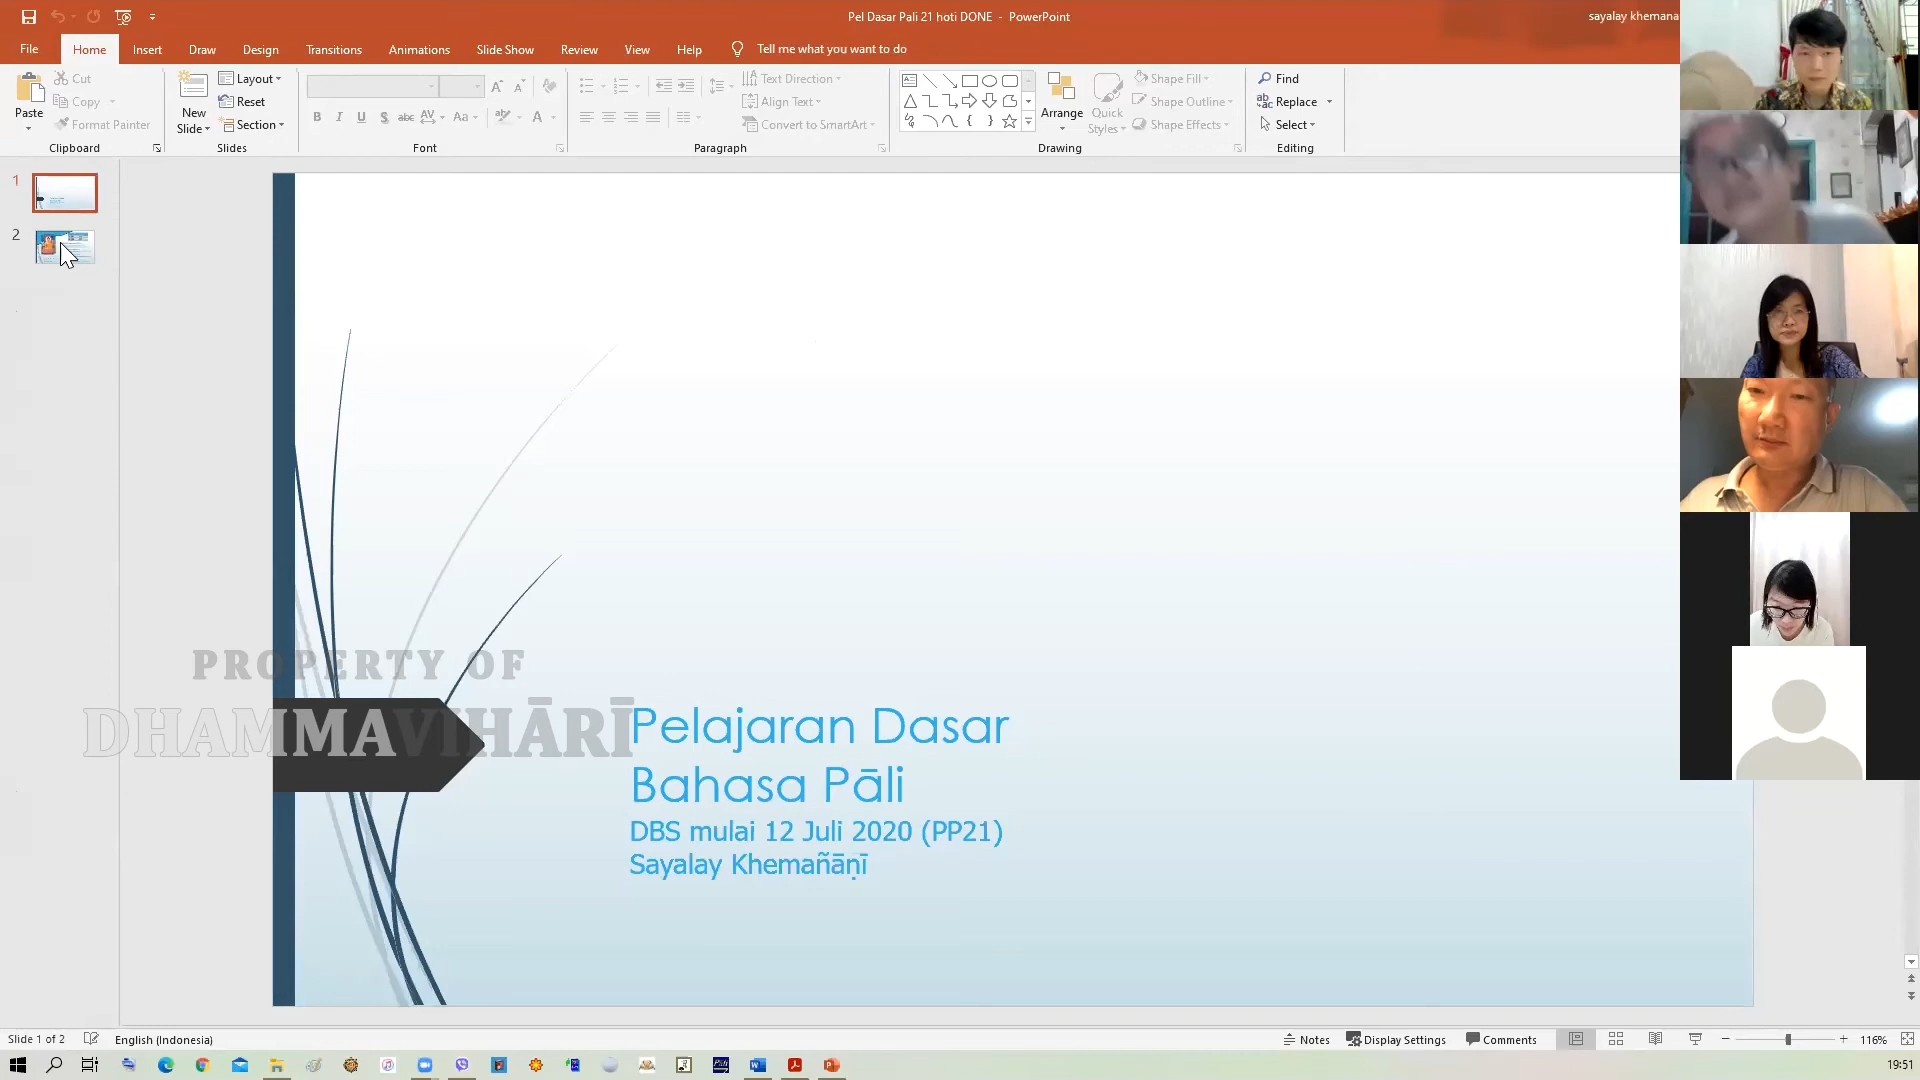 Pel Dasar Pali 21 hoti DONE - PowerPoint
sayalay khemana
File Home Insert Draw Design Transitions Animations Slide Show Review View Help Tell me what you want to do
Paste
Cut
Copy
Format Painter
Clipboard
New Slide
Layout
Reset
Section
Slides
Font
Text Direction
Align Text
Convert to SmartArt
Paragraph
Arrange
Quick Styles
Shape Fill
Shape Outline
Shape Effects
Drawing
Find
Replace
Select
Editing
1
2
PROPERTY OF
DHAMMAVIHĀRĪ
Pelajaran Dasar
Bahasa Pāli
DBS mulai 12 Juli 2020 (PP21)
Sayalay Khemañāṇī
Slide 1 of 2 English (Indonesia) Notes Display Settings Comments 116%
19:51